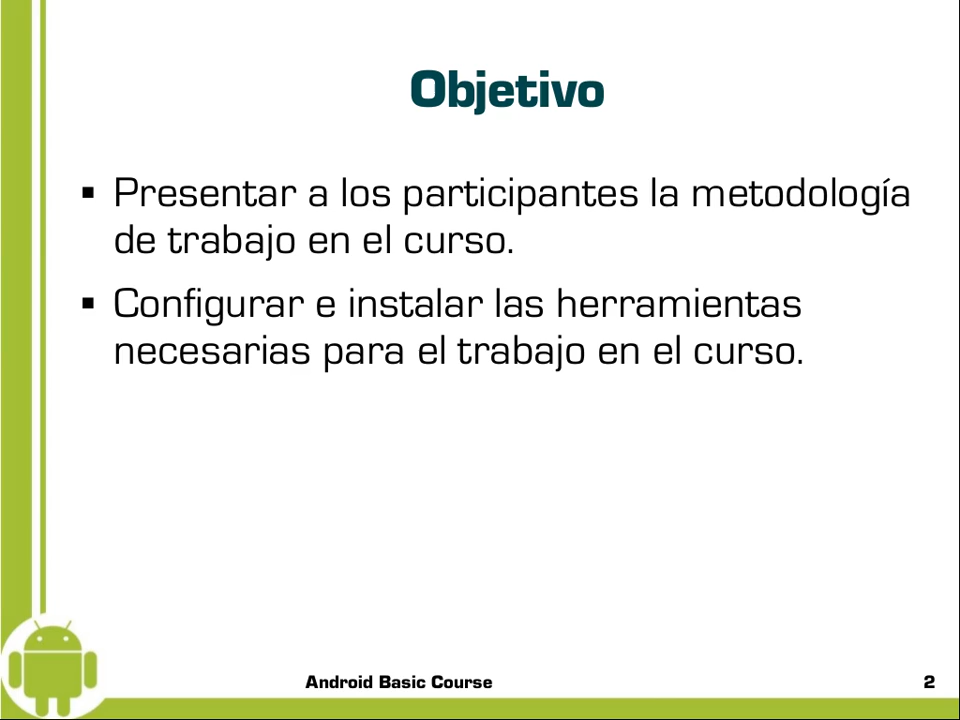 Objetivo
▪ Presentar a los participantes la metodología
de trabajo en el curso.
▪ Configurar e instalar las herramientas
necesarias para el trabajo en el curso.
Android Basic Course
2